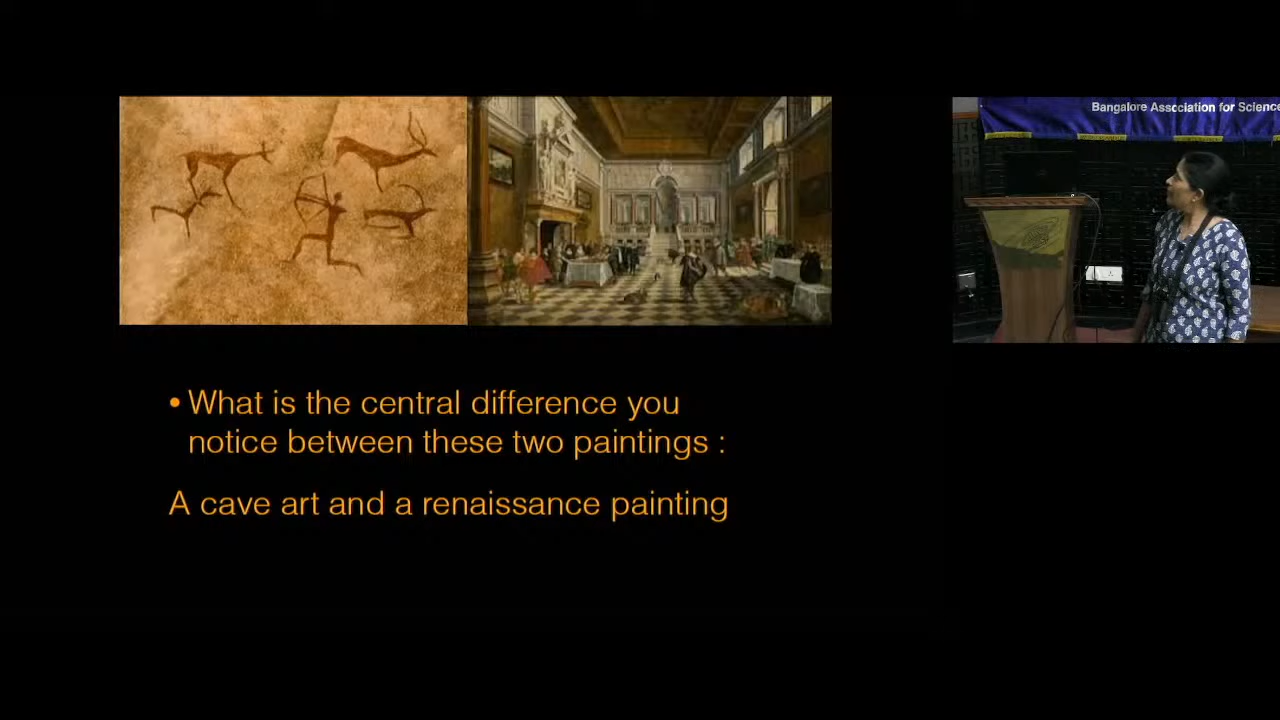 Bangalore Association for Science
• What is the central difference you
notice between these two paintings :
A cave art and a renaissance painting